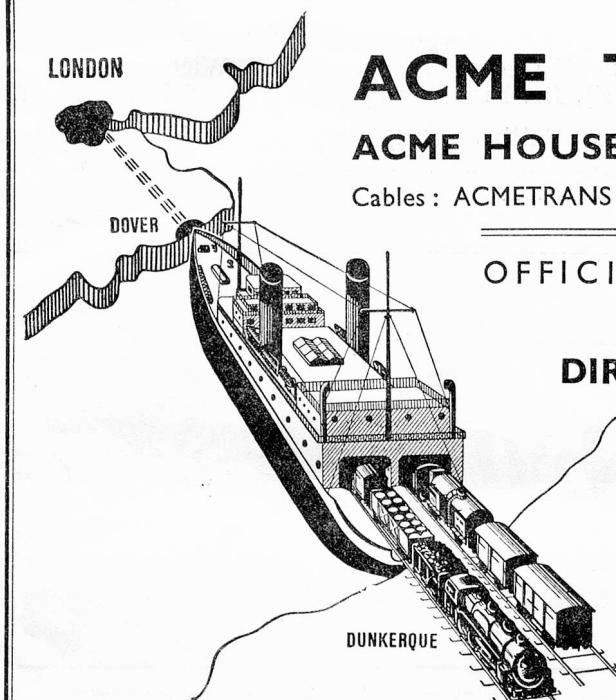 LONDON
ACME
ACME HOUSE
Cables: ACMETRANS
DOVER
OFFICI
DIR
DUNKERQUE